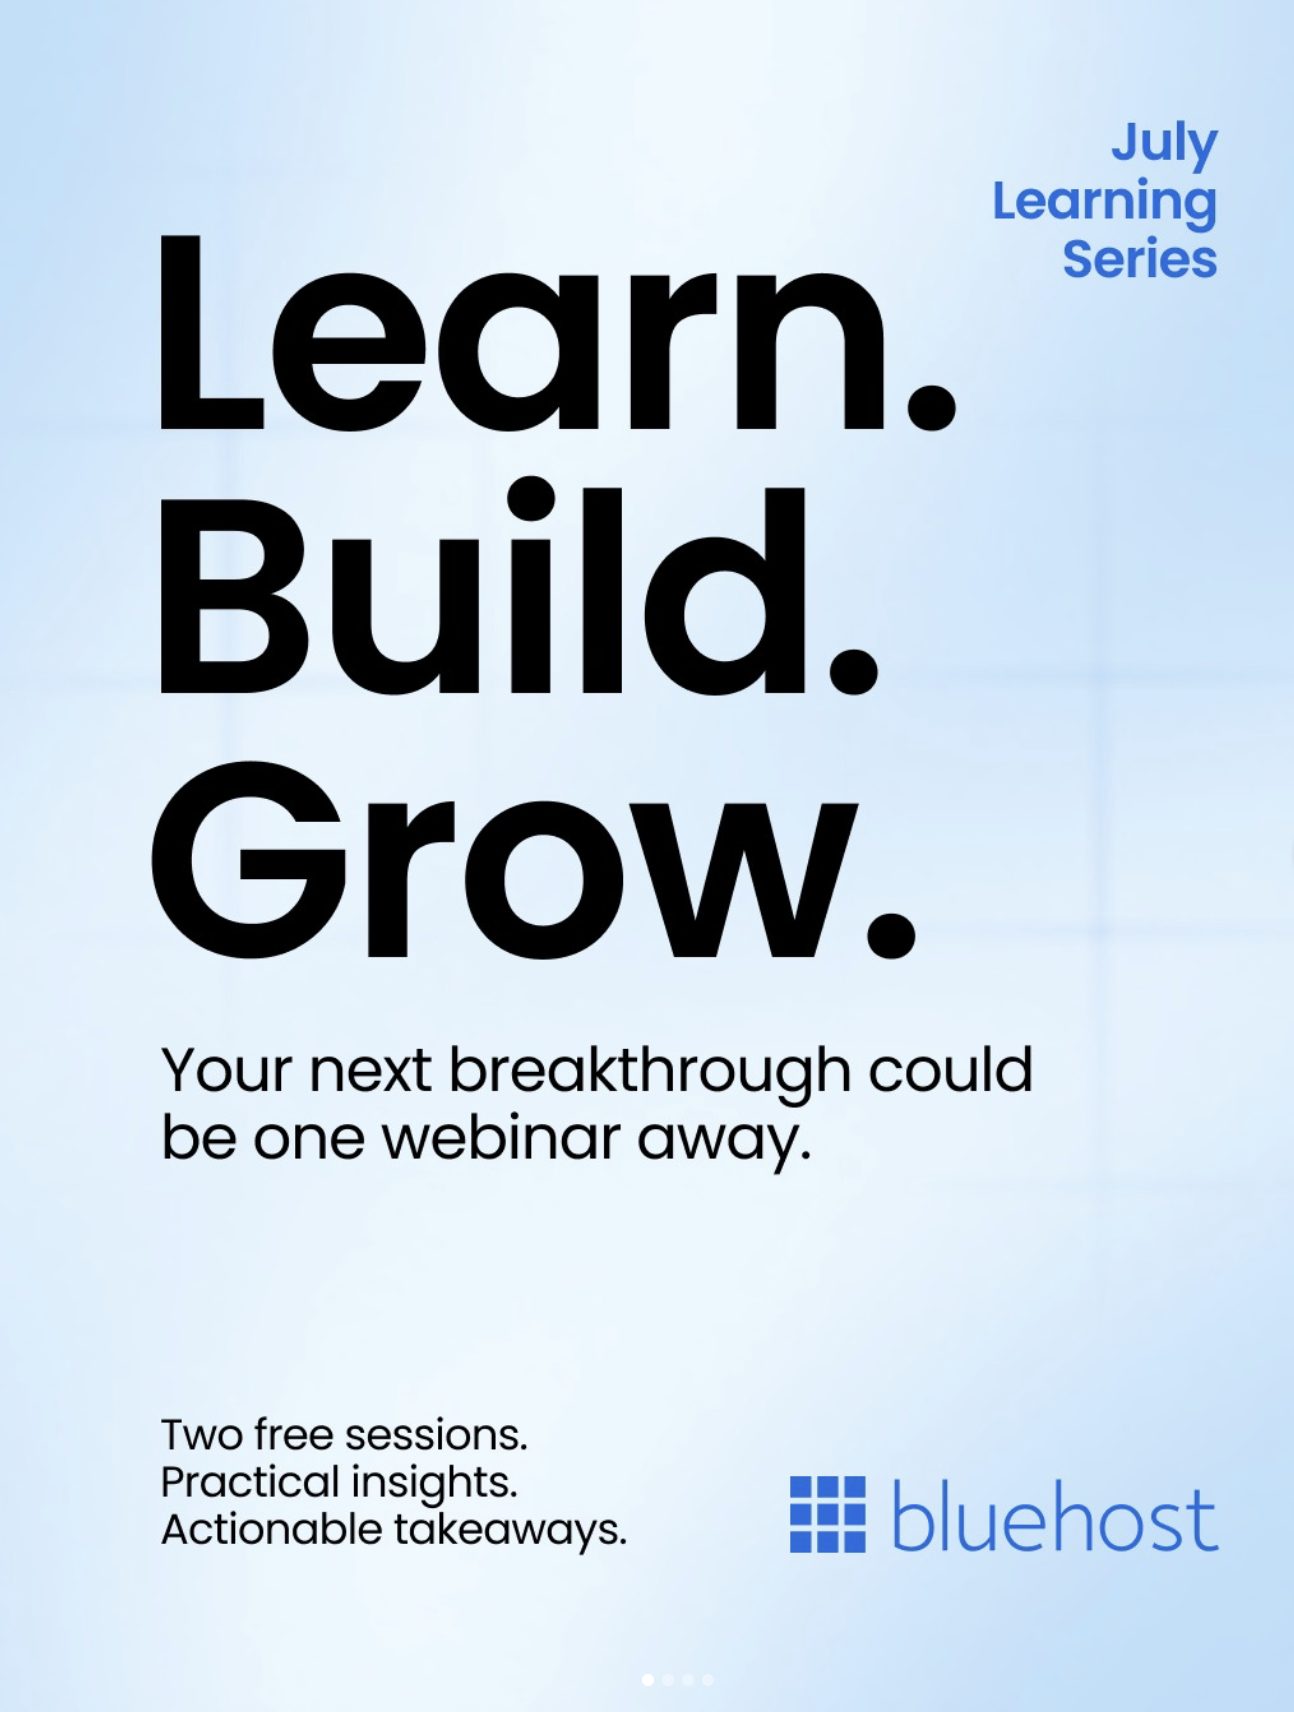 July
Learning
Series
Learn.
Build.
Grow.
Your next breakthrough could
be one webinar away.
Two free sessions.
Practical insights.
Actionable takeaways.
bluehost